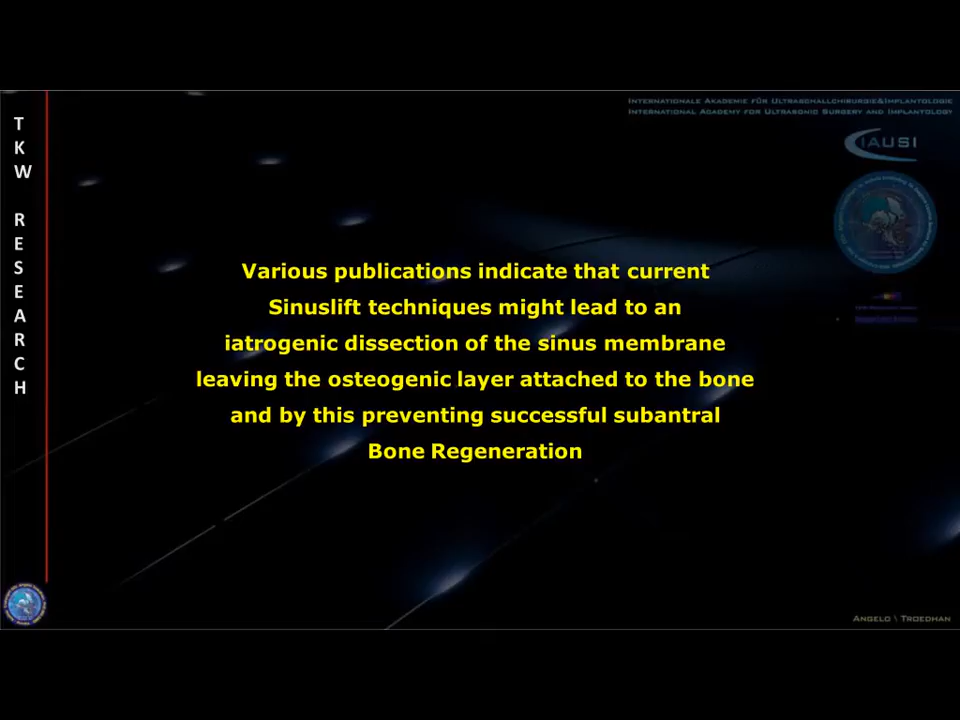 INTERNATIONALE AKADEMIE FÜR ULTRASCHALLCHIRURGIE&IMPLANTOLOGIE
INTERNATIONAL ACADEMY FOR ULTRASONIC SURGERY AND IMPLANTOLOGY
IAUSI
TKW RESEARCH
Various publications indicate that current
Sinuslift techniques might lead to an
iatrogenic dissection of the sinus membrane
leaving the osteogenic layer attached to the bone
and by this preventing successful subantral
Bone Regeneration
ANGELO \ TROEDHAN